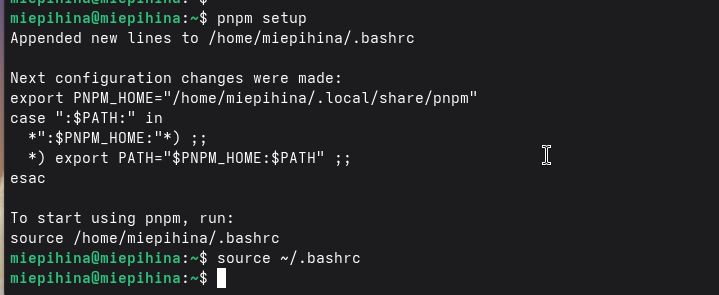 miepihina@miepihina:~$ pnpm setup
Appended new lines to /home/miepihina/.bashrc

Next configuration changes were made:
export PNPM_HOME="/home/miepihina/.local/share/pnpm"
case ":$PATH:" in
  *":$PNPM_HOME:"*) ;;
  *) export PATH="$PNPM_HOME:$PATH" ;;
esac

To start using pnpm, run:
source /home/miepihina/.bashrc
miepihina@miepihina:~$ source ~/.bashrc
miepihina@miepihina:~$